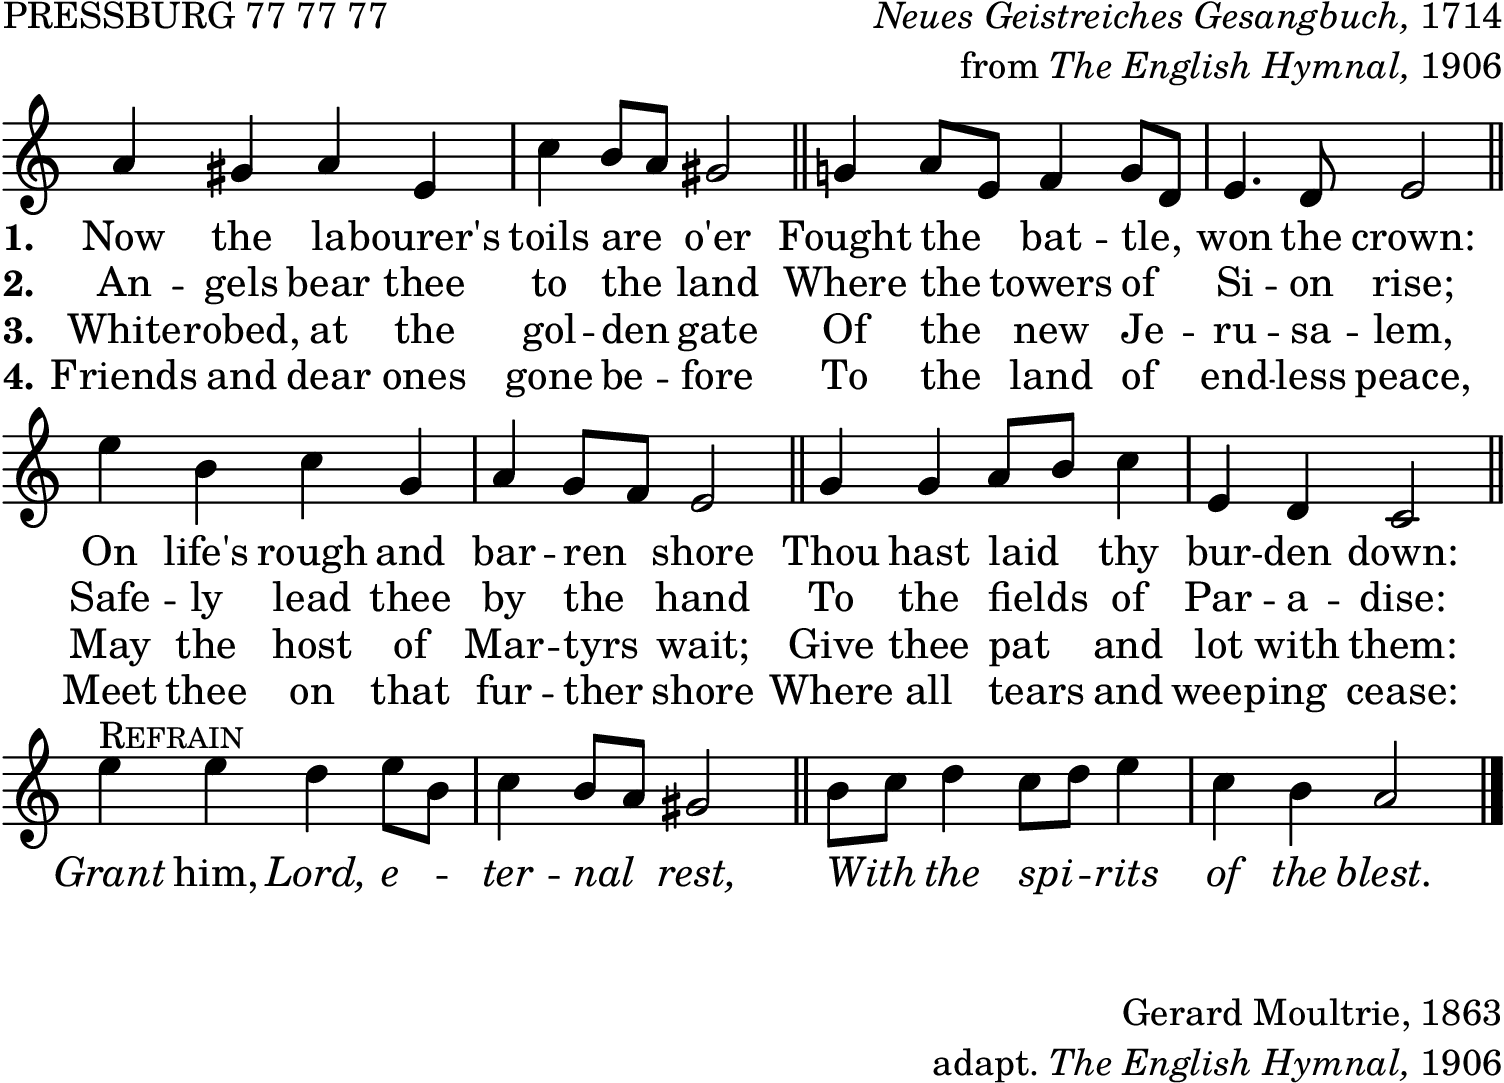 PRESSBURG 77 77 77
Neues Geistreiches Gesangbuch, 1714
from The English Hymnal, 1906
1. Now the labourer's toils are o'er Fought the bat -- tle, won the crown:
2. An -- gels bear thee to the land Where the towers of Si -- on rise;
3. Whiterobed, at the gol -- den gate Of the new Je -- ru -- sa -- lem,
4. Friends and dear ones gone be -- fore To the land of end -- less peace,
On life's rough and bar -- ren shore Thou hast laid thy bur -- den down:
Safe -- ly lead thee by the hand To the fields of Par -- a -- dise:
May the host of Mar -- tyrs wait; Give thee pat and lot with them:
Meet thee on that fur -- ther shore Where all tears and weeping cease:
REFRAIN
Grant him, Lord, e -- ter -- nal rest, With the spi -- rits of the blest.
Gerard Moultrie, 1863
adapt. The English Hymnal, 1906